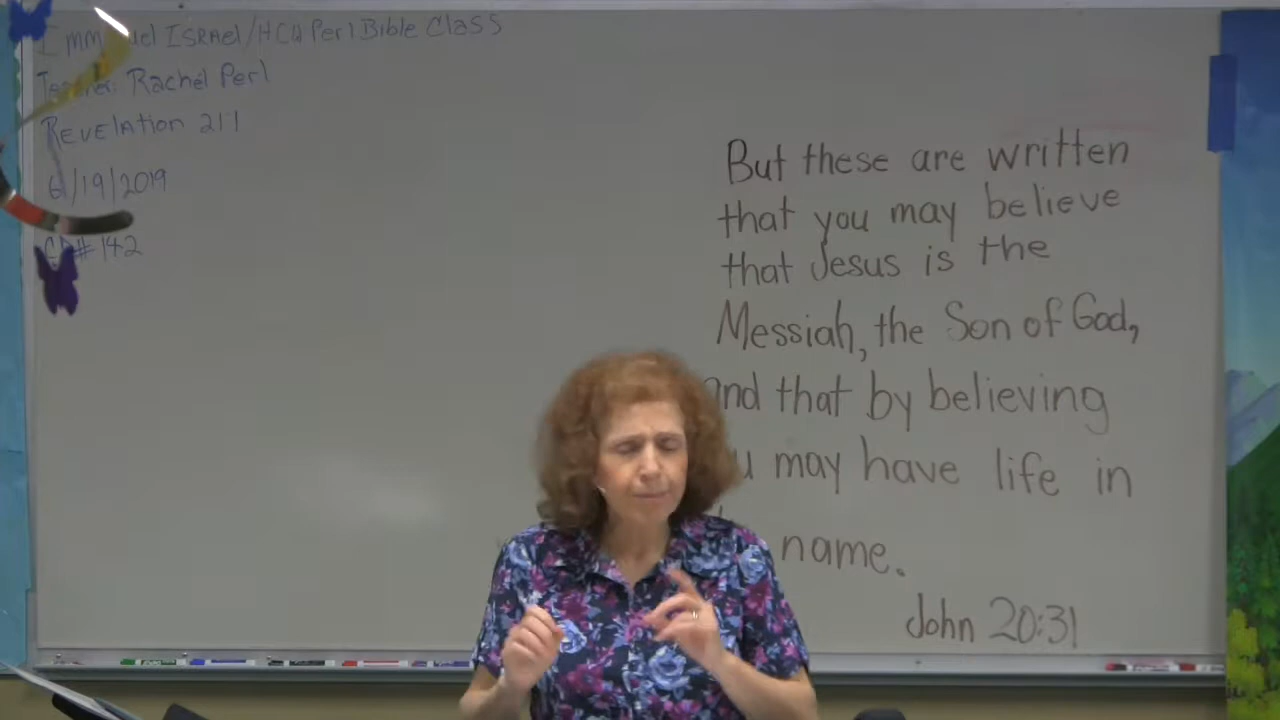 ISRAEL/HCQ Perl Bible Class
Rachel Perl
REVELATION 21:1
6/19/2019
CD# 142
But these are written
that you may believe
that Jesus is the
Messiah, the Son of God,
and that by believing
may have life in
name.
John 20:31